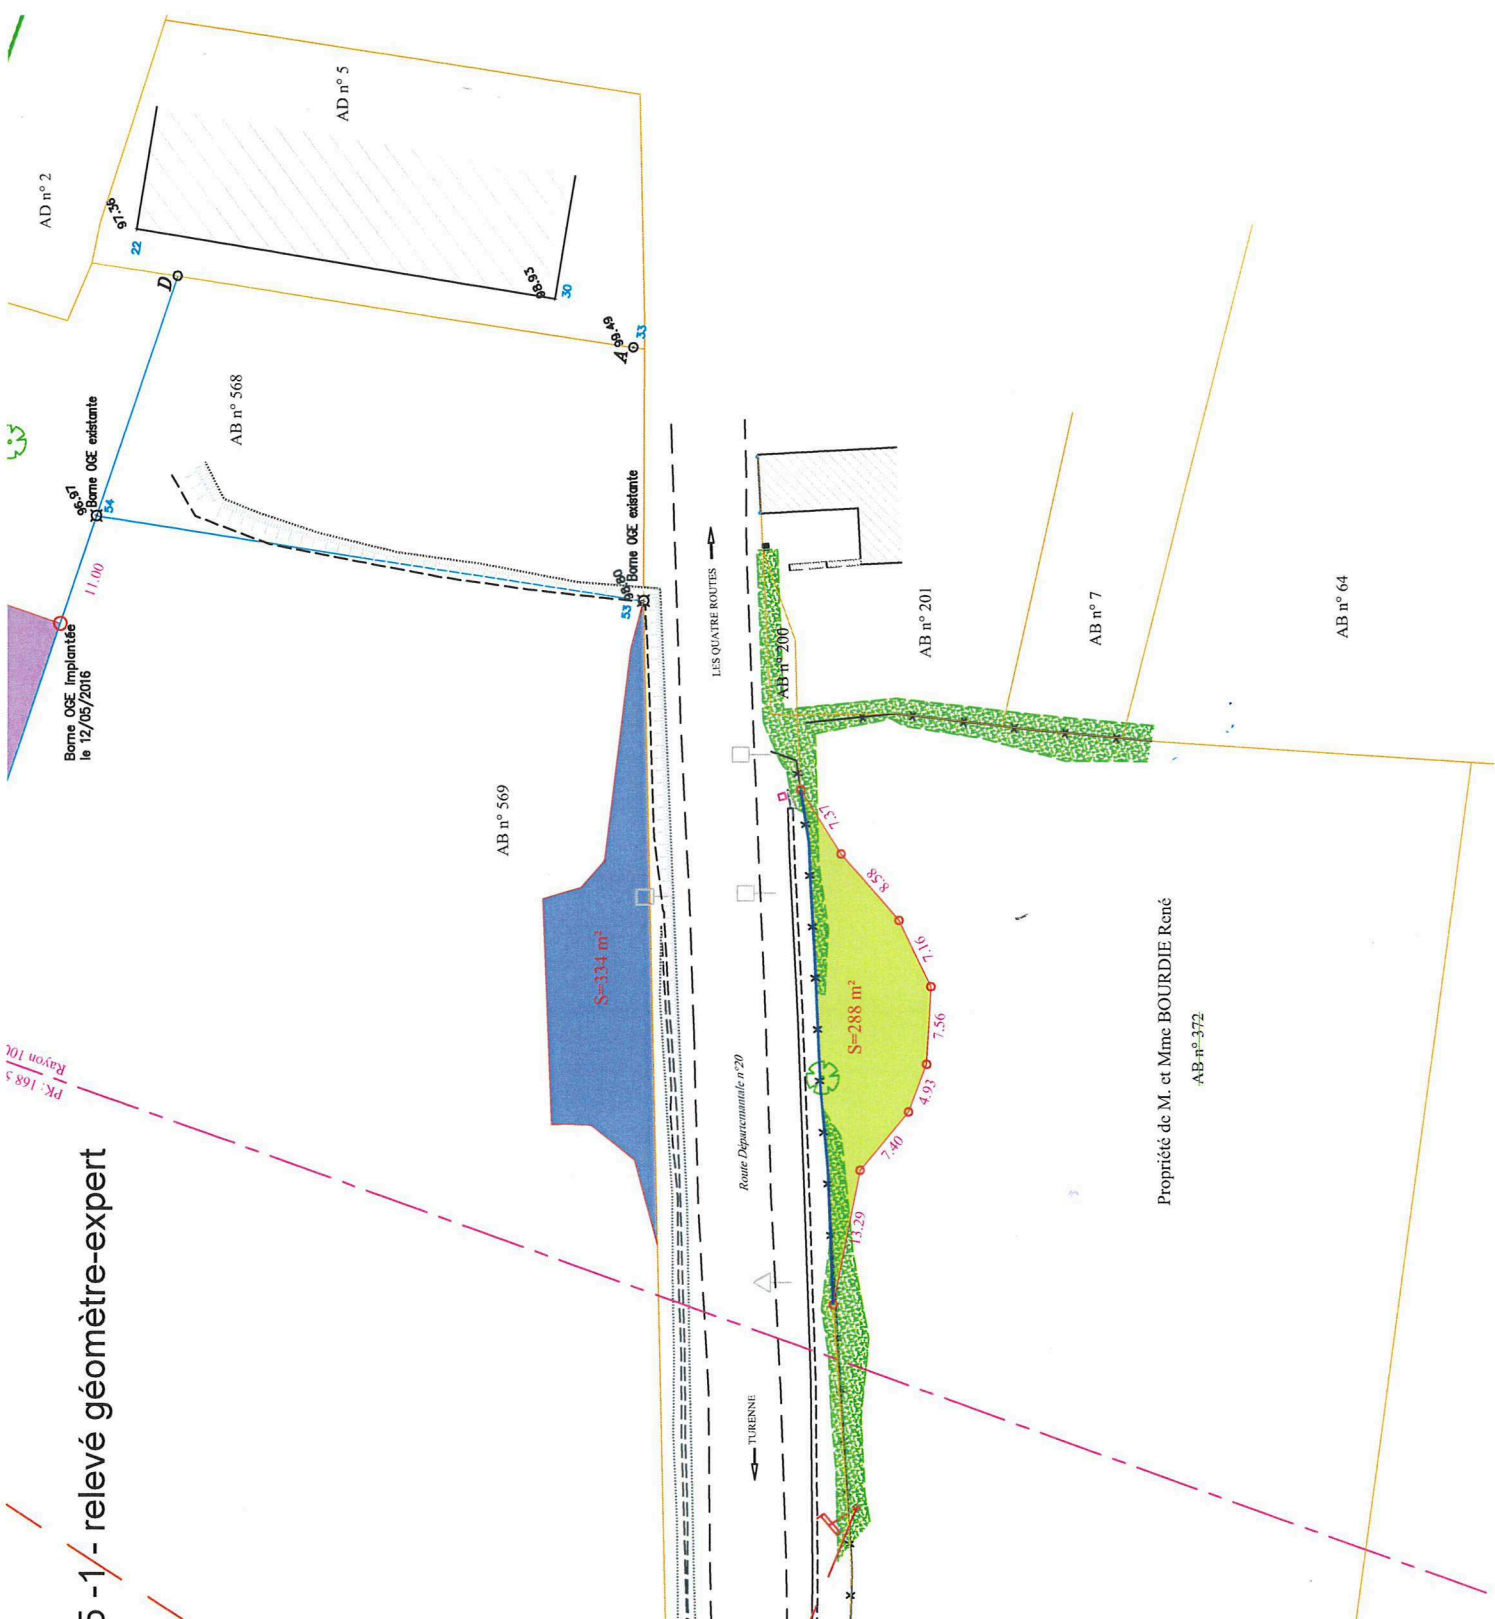 5 -1 - relevé géomètre-expert
AD n° 2
AD n° 5
97.36
22
D
98.93
30
99.49
A
33
AB n° 568
96.97
Borne OGE existante
54
11.00
Borne OGE implantée
le 12/05/2016
98.80
Borne OGE existante
53
AB n° 569
S=334 m²
LES QUATRE ROUTES
Route Départementale n°20
TURENNE
AB n° 200
AB n° 201
AB n° 7
AB n° 64
7.37
8.58
7.16
7.56
4.93
7.40
13.29
S=288 m²
Propriété de M. et Mme BOURDIE René
AB n° 372
PK: 168
Rayon 100